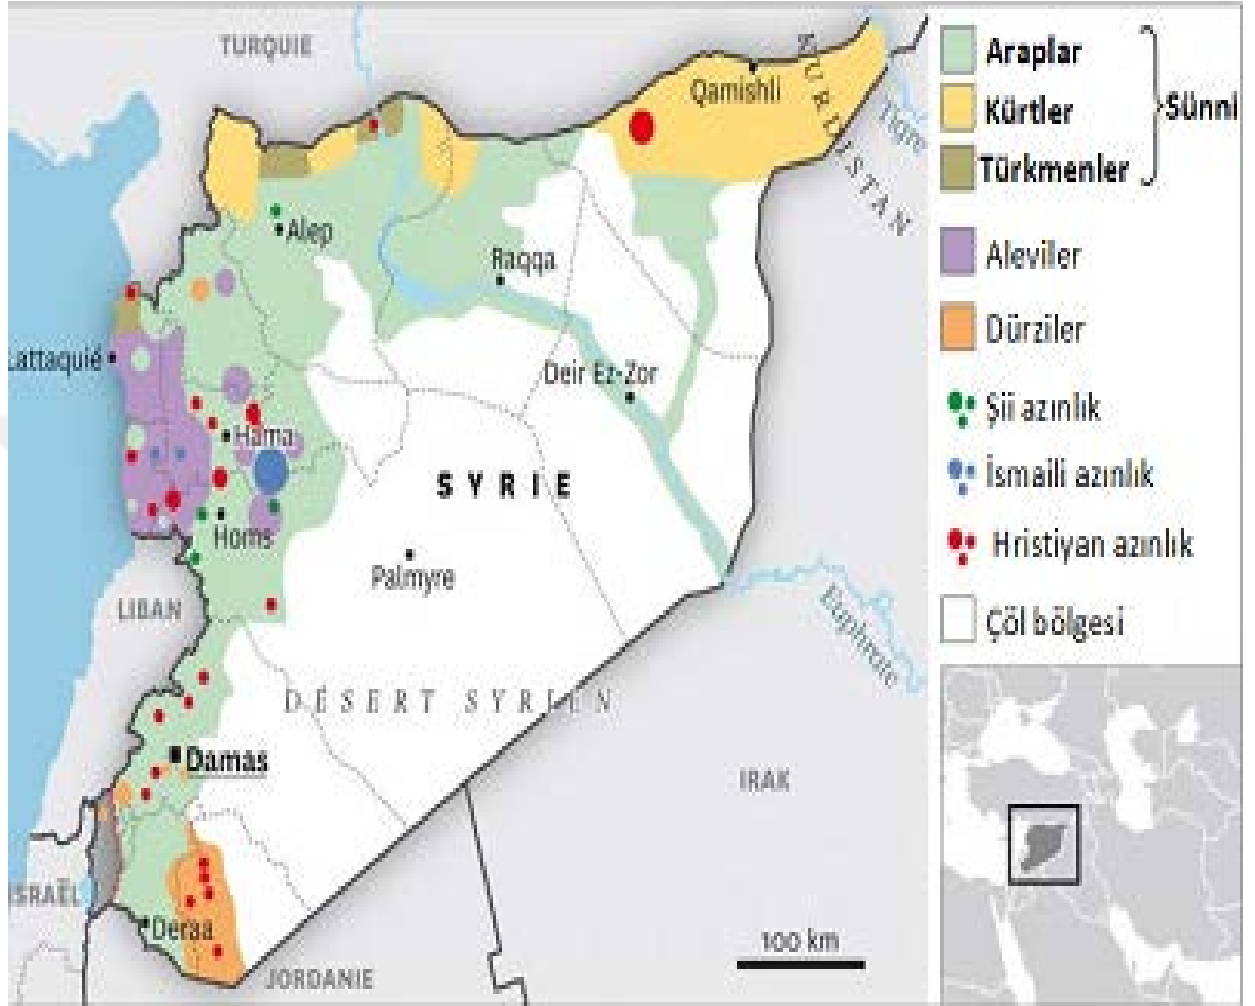 TURQUIE
KURDISTAN
Qamishli
Tigre
Alep
Raqqa
Lattaquié
Deir Ez-Zor
Hama
SYRIE
Homs
Palmyre
LIBAN
Euphrate
DÉSERT SYRIEN
Damas
IRAK
ISRAËL
Deraa
JORDANIE
100 km
Araplar
Kürtler
Sünni
Türkmenler
Aleviler
Dürziler
Şii azınlık
İsmaili azınlık
Hristiyan azınlık
Çöl bölgesi